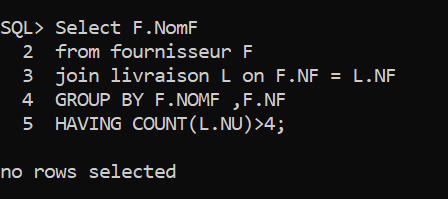 SQL> Select F.NomF
2 from fournisseur F
3 join livraison L on F.NF = L.NF
4 GROUP BY F.NOMF ,F.NF
5 HAVING COUNT(L.NU)>4;
no rows selected